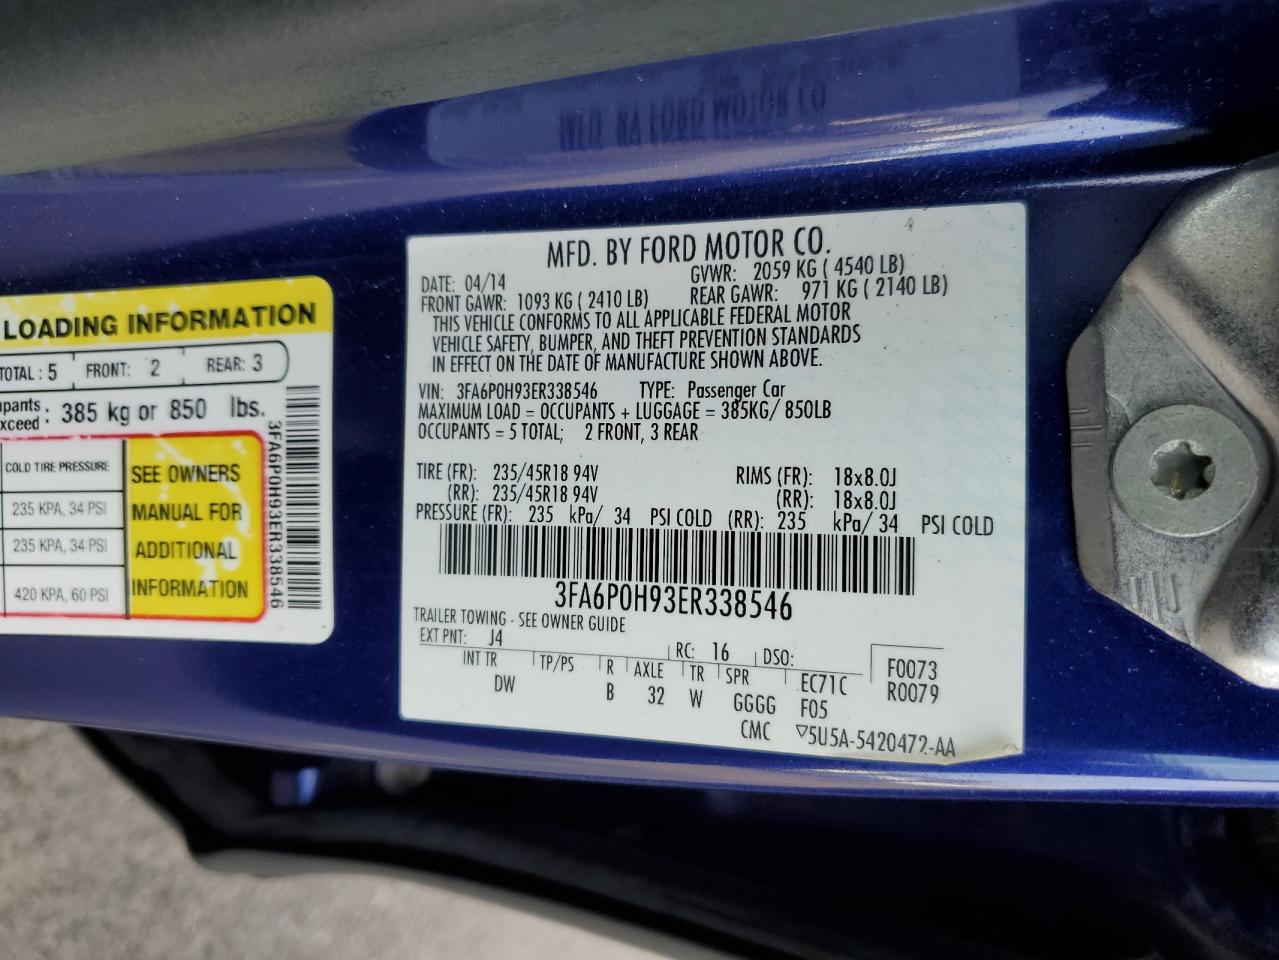 MFD. BY FORD MOTOR CO.
DATE: 04/14
GVWR: 2059 KG ( 4540 LB)
FRONT GAWR: 1093 KG ( 2410 LB)
REAR GAWR: 971 KG ( 2140 LB)
THIS VEHICLE CONFORMS TO ALL APPLICABLE FEDERAL MOTOR
VEHICLE SAFETY, BUMPER, AND THEFT PREVENTION STANDARDS
IN EFFECT ON THE DATE OF MANUFACTURE SHOWN ABOVE.
VIN: 3FA6P0H93ER338546 TYPE: Passenger Car
MAXIMUM LOAD = OCCUPANTS + LUGGAGE = 385KG/ 850LB
OCCUPANTS = 5 TOTAL; 2 FRONT, 3 REAR
TIRE (FR): 235/45R18 94V RIMS (FR): 18x8.0J
(RR): 235/45R18 94V (RR): 18x8.0J
PRESSURE (FR): 235 kPa/ 34 PSI COLD (RR): 235 kPa/ 34 PSI COLD
3FA6P0H93ER338546
TRAILER TOWING - SEE OWNER GUIDE
EXT PNT: J4 RC: 16 DSO:
INT TR TP/PS R AXLE TR SPR EC71C F0073
DW B 32 W GGGG F05 R0079
CMC ▽5U5A-5420472-AA
LOADING INFORMATION
TOTAL : 5 FRONT: 2 REAR: 3
pants
xceed : 385 kg or 850 lbs.
COLD TIRE PRESSURE
235 KPA, 34 PSI
235 KPA, 34 PSI
420 KPA, 60 PSI
SEE OWNERS
MANUAL FOR
ADDITIONAL
INFORMATION
3FA6P0H93ER338546